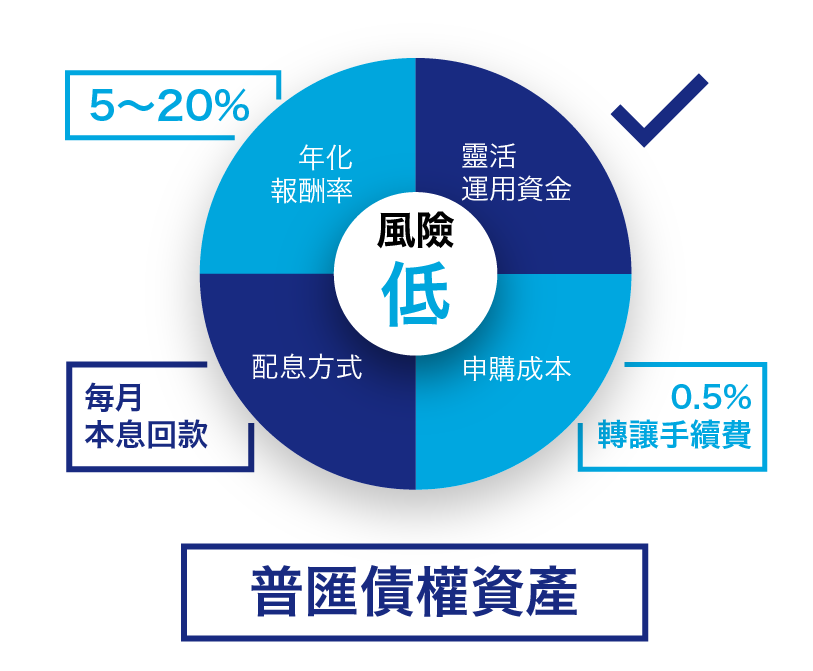 5～20%
年化
報酬率
靈活
運用資金
風險
低
配息方式
申購成本
每月
本息回款
0.5%
轉讓手續費
普匯債權資產